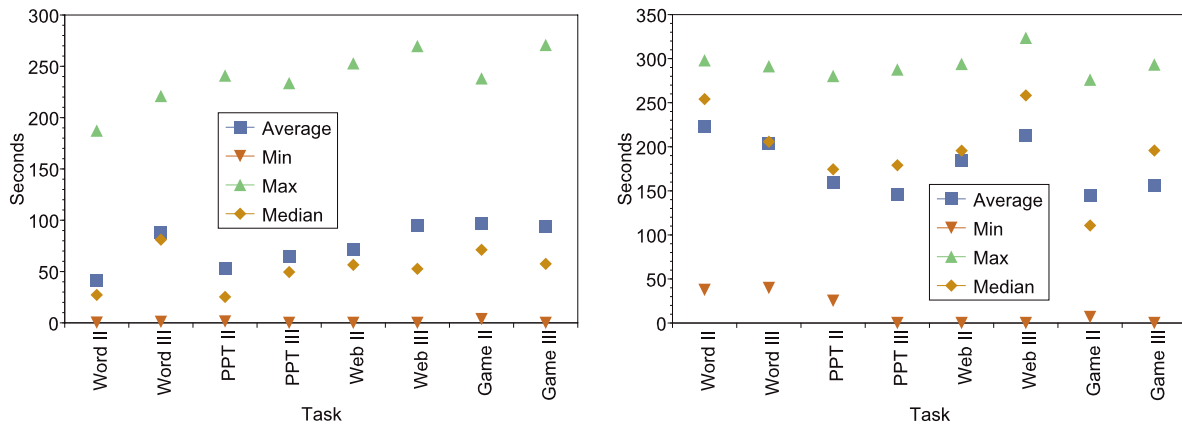 300
250
200
150
100
50
0
Seconds
Average
Min
Max
Median
Word II
Word III
PPT II
PPT III
Web II
Web III
Game II
Game III
Task
350
300
250
200
150
100
50
0
Seconds
Average
Min
Max
Median
Word II
Word III
PPT II
PPT III
Web II
Web III
Game II
Game III
Task